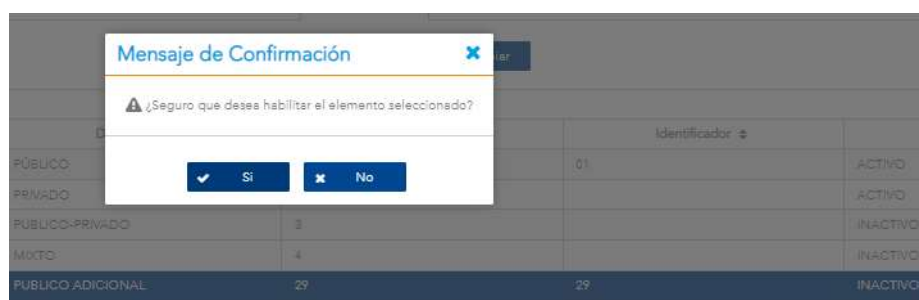 Mensaje de Confirmación
¿Seguro que desea habilitar el elemento seleccionado?
Si No
Identificador
PÚBLICO 01 ACTIVO
PRIVADO ACTIVO
PUBLICO-PRIVADO 3 INACTIVO
MIXTO 4 INACTIVO
PUBLICO ADICIONAL 29 29 INACTIVO